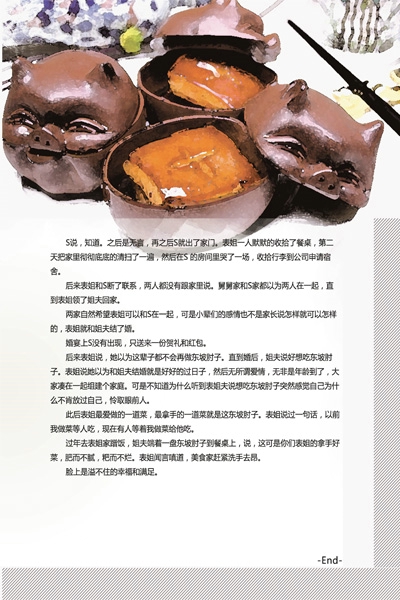 S说，知道。之后是无言，再之后S就出了家门。表姐一人默默的收拾了餐桌，第二
天把家里彻彻底底的清扫了一遍，然后在S 的房间里哭了一场，收拾行李到公司申请宿
舍。
后来表姐和S断了联系，两人都没有跟家里说。舅舅家和S家都以为两人在一起，直
到表姐领了姐夫回家。
两家自然希望表姐可以和S在一起，可是小辈们的感情也不是家长说怎样就可以怎样
的，表姐就和姐夫结了婚。
婚宴上S没有出现，只送来一份贺礼和红包。
后来表姐说，她以为这辈子都不会再做东坡肘子。直到婚后，姐夫说好想吃东坡肘
子。表姐说她以为和姐夫结婚就是好好的过日子，然后无所谓爱情，无非是年龄到了，大
家凑在一起组建个家庭。可是不知道为什么听到表姐夫说想吃东坡肘子突然感觉自己为什
么不肯放过自己，怜取眼前人。
此后表姐最爱做的一道菜，最拿手的一道菜就是这东坡肘子。表姐说过一句话，以前
我做菜等人吃，现在有人等着我做菜给他吃。
过年去表姐家蹭饭，姐夫端着一盘东坡肘子到餐桌上，说，这可是你们表姐的拿手好
菜，肥而不腻，粑而不烂。表姐闻言嗔道，美食家赶紧洗手去昂。
脸上是溢不住的幸福和满足。
-End-